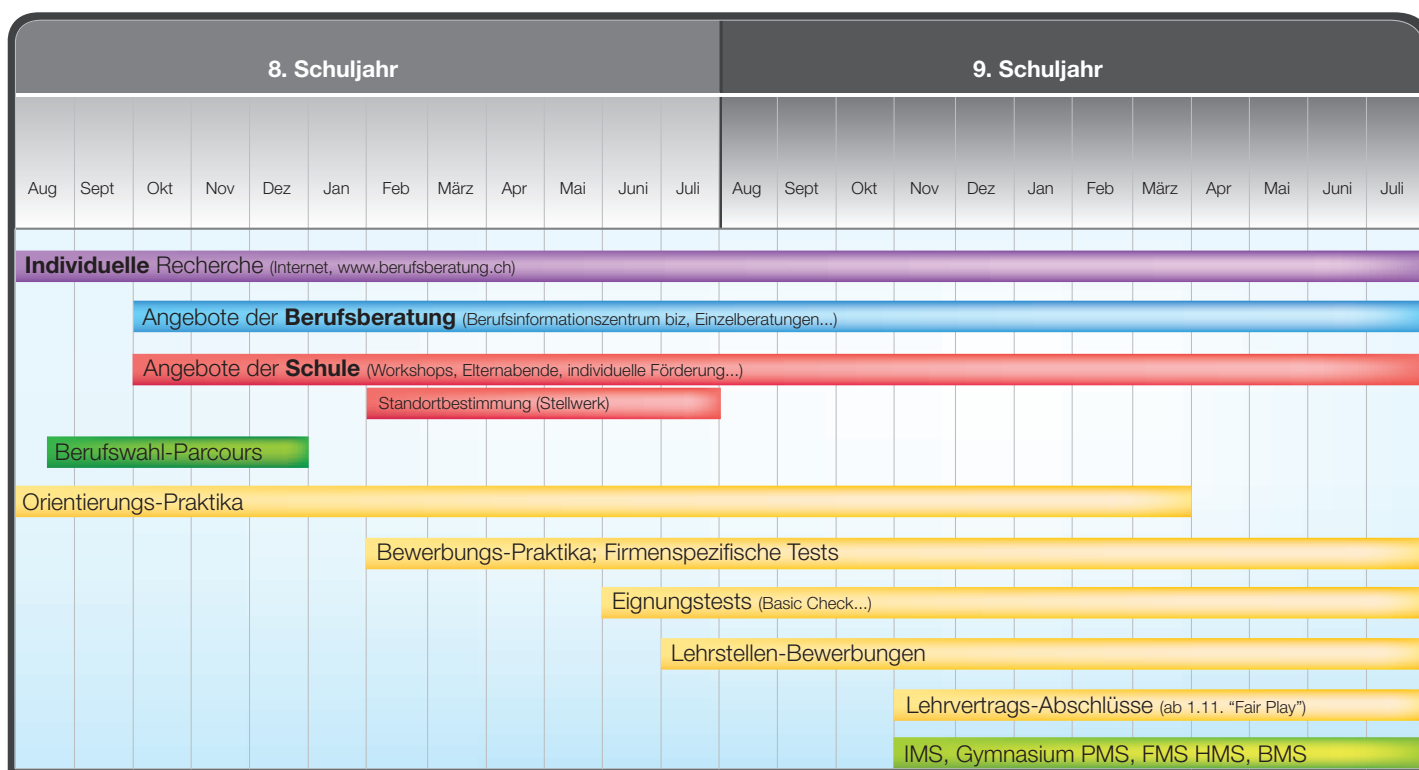 8. Schuljahr 9. Schuljahr
Aug Sept Okt Nov Dez Jan Feb März Apr Mai Juni Juli Aug Sept Okt Nov Dez Jan Feb März Apr Mai Juni Juli
Individuelle Recherche (Internet, www.berufsberatung.ch)
Angebote der Berufsberatung (Berufsinformationszentrum biz, Einzelberatungen...)
Angebote der Schule (Workshops, Elternabende, individuelle Förderung...)
Standortbestimmung (Stellwerk)
Berufswahl-Parcours
Orientierungs-Praktika
Bewerbungs-Praktika; Firmenspezifische Tests
Eignungstests (Basic Check...)
Lehrstellen-Bewerbungen
Lehrvertrags-Abschlüsse (ab 1.11. “Fair Play”)
IMS, Gymnasium PMS, FMS HMS, BMS